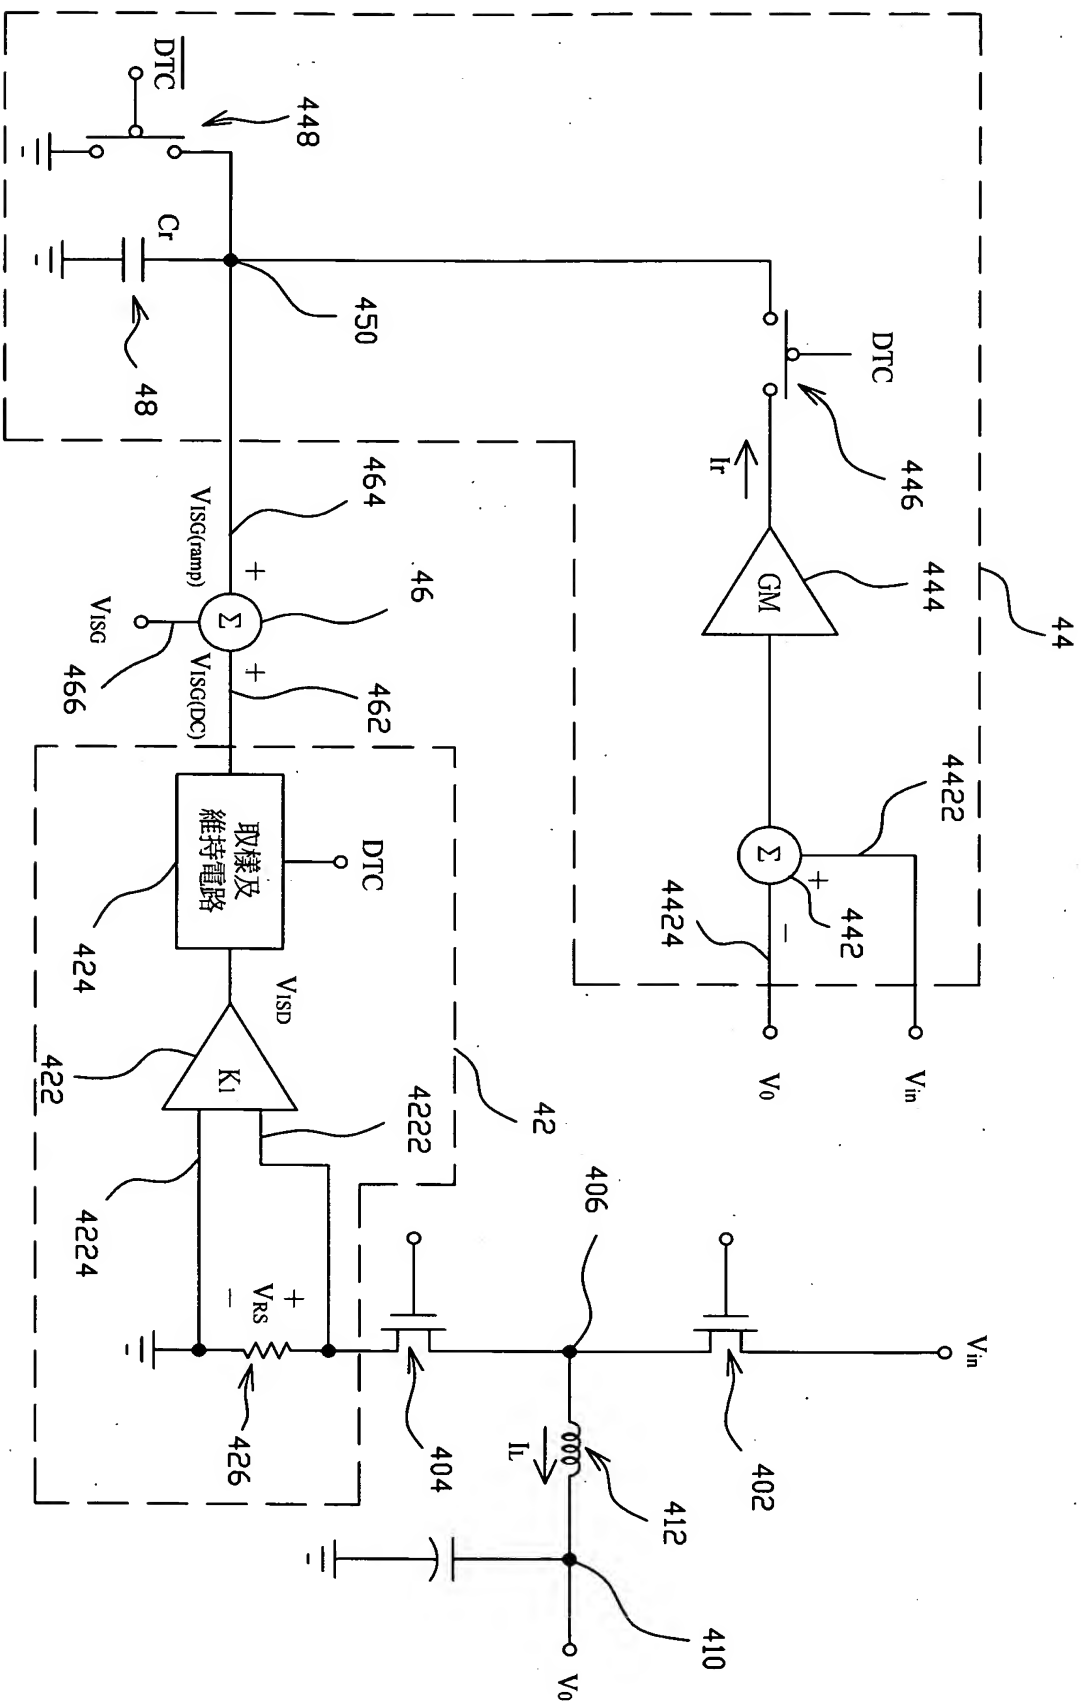 44
Vin
4422
444
Vin
446
DTC
442
+
−
GM
Σ
V0
402
Ir
410
4424
412
406
V0
42
IL
404
46
4222
464
462
DTC
450
448
+
VRS
−
VISD
+
+
426
取樣及
維持電路
Σ
K1
VISG(ramp)
VISG(DC)
Cr
DTC
48
VISG
424
4224
466
422